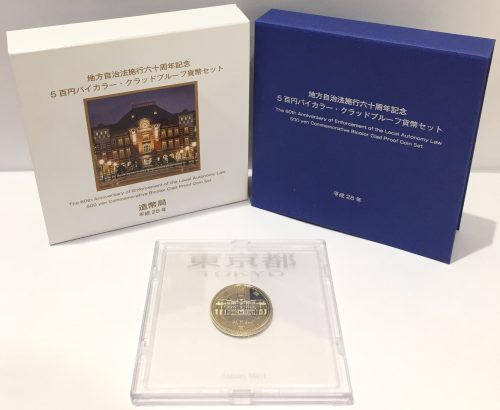 地方自治法施行六十周年記念
5百円バイカラー・クラッドプルーフ貨幣セット
The 60th Anniversary of Enforcement of the Local Autonomy Law
500 yen Commemorative Bicolor Clad Proof Coin Set
造幣局
平成28年
地方自治法施行六十周年記念
5百円バイカラー・クラッドプルーフ貨幣セット
The 60th Anniversary of Enforcement of the Local Autonomy Law
500 yen Commemorative Bicolor Clad Proof Coin Set
平成28年
東京都
TOKYO